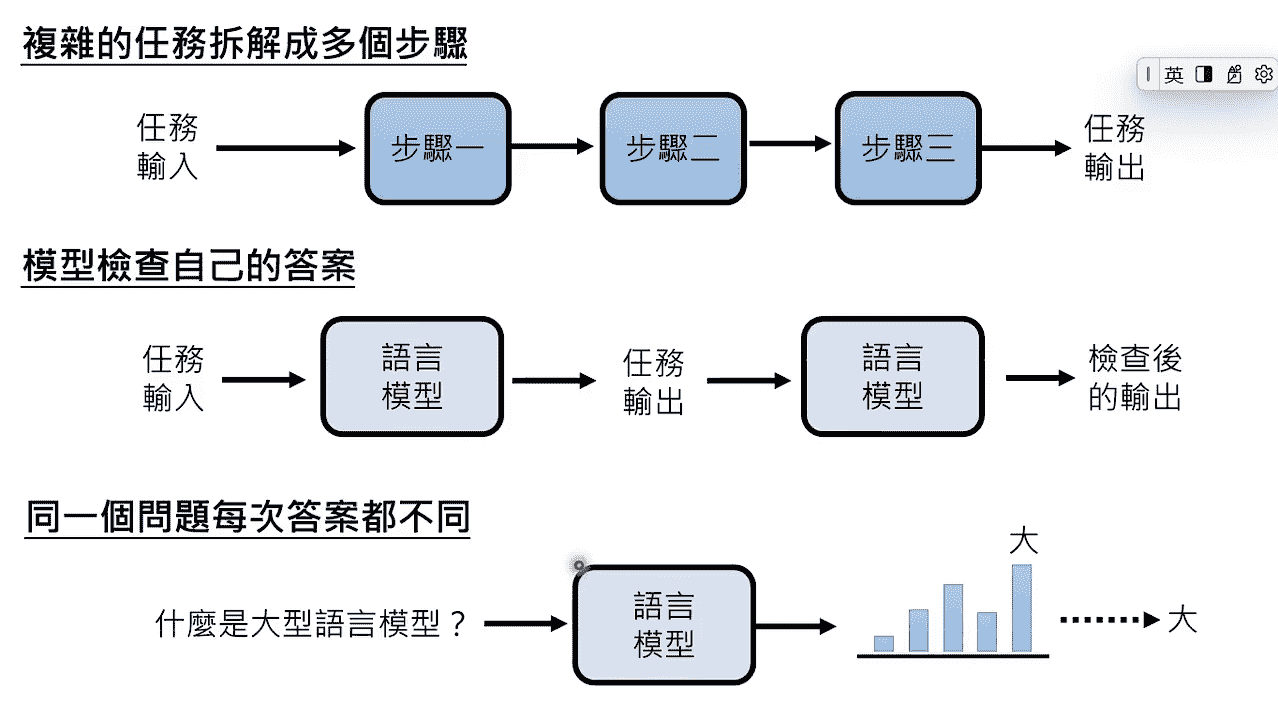 複雜的任務拆解成多個步驟
英
任務
輸入
步驟一
步驟二
步驟三
任務
輸出
模型檢查自己的答案
任務
輸入
語言
模型
任務
輸出
語言
模型
檢查後
的輸出
同一個問題每次答案都不同
什麼是大型語言模型？
語言
模型
大
大